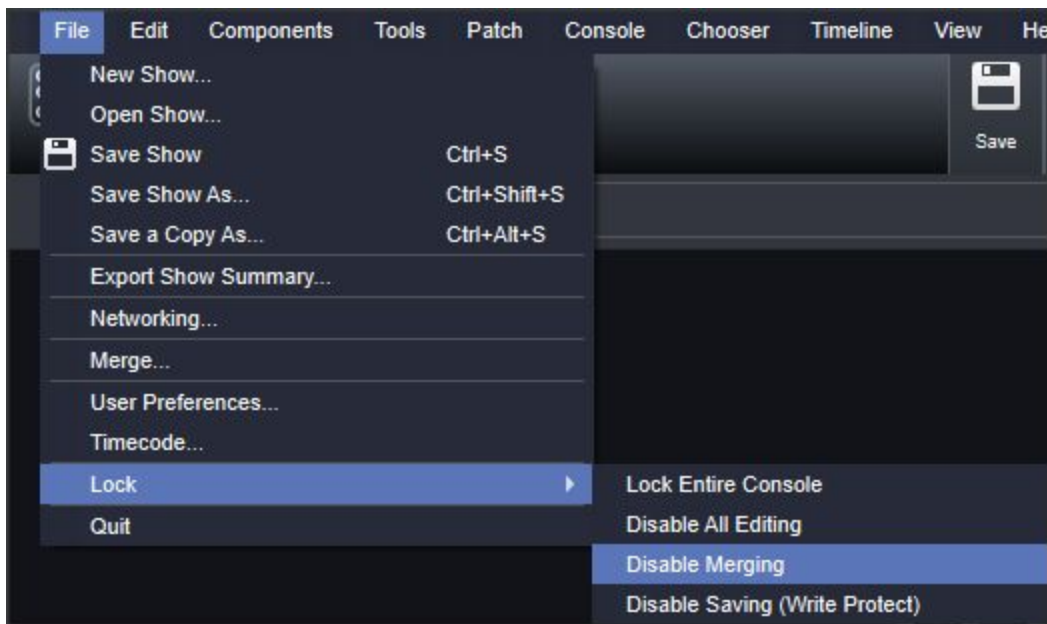 File Edit Components Tools Patch Console Chooser Timeline View He
New Show...
Open Show...
Save Show Ctrl+S
Save
Save Show As... Ctrl+Shift+S
Save a Copy As... Ctrl+Alt+S
Export Show Summary...
Networking...
Merge...
User Preferences...
Timecode...
Lock
Lock Entire Console
Quit
Disable All Editing
Disable Merging
Disable Saving (Write Protect)